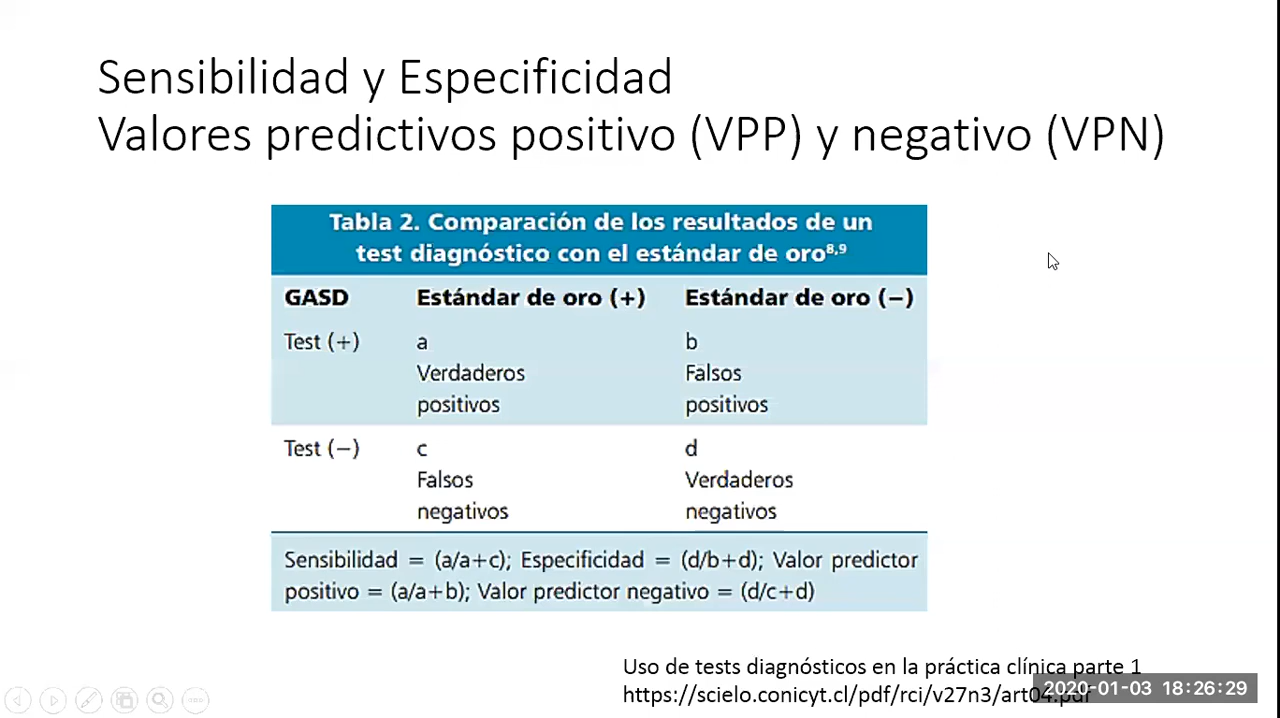 Sensibilidad y Especificidad
Valores predictivos positivo (VPP) y negativo (VPN)
Tabla 2. Comparación de los resultados de un
test diagnóstico con el estándar de oro⁸,⁹
GASD Estándar de oro (+) Estándar de oro (−)
Test (+) a b
Verdaderos Falsos
positivos positivos
Test (−) c d
Falsos Verdaderos
negativos negativos
Sensibilidad = (a/a+c); Especificidad = (d/b+d); Valor predictor
positivo = (a/a+b); Valor predictor negativo = (d/c+d)
Uso de tests diagnósticos en la práctica clínica parte 1
https://scielo.conicyt.cl/pdf/rci/v27n3/art04.pdf
2020-01-03 18:26:29